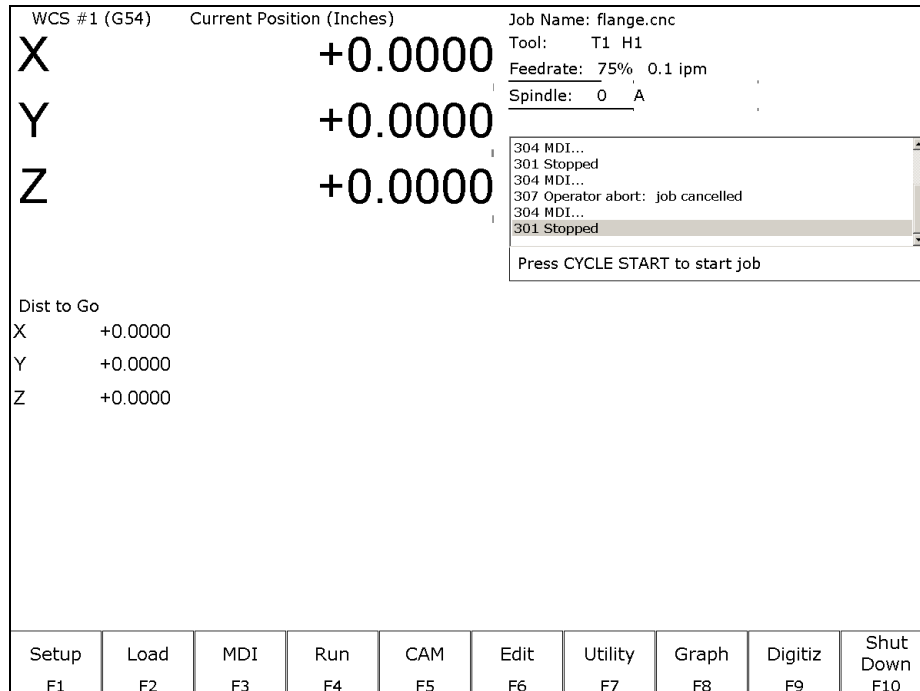 WCS #1 (G54) Current Position (Inches)
X +0.0000
Y +0.0000
Z +0.0000
Job Name: flange.cnc
Tool: T1 H1
Feedrate: 75% 0.1 ipm
Spindle: 0 A
304 MDI...
301 Stopped
304 MDI...
307 Operator abort: job cancelled
304 MDI...
301 Stopped
Press CYCLE START to start job
Dist to Go
X +0.0000
Y +0.0000
Z +0.0000
Setup Load MDI Run CAM Edit Utility Graph Digitiz Shut Down
F1 F2 F3 F4 F5 F6 F7 F8 F9 F10